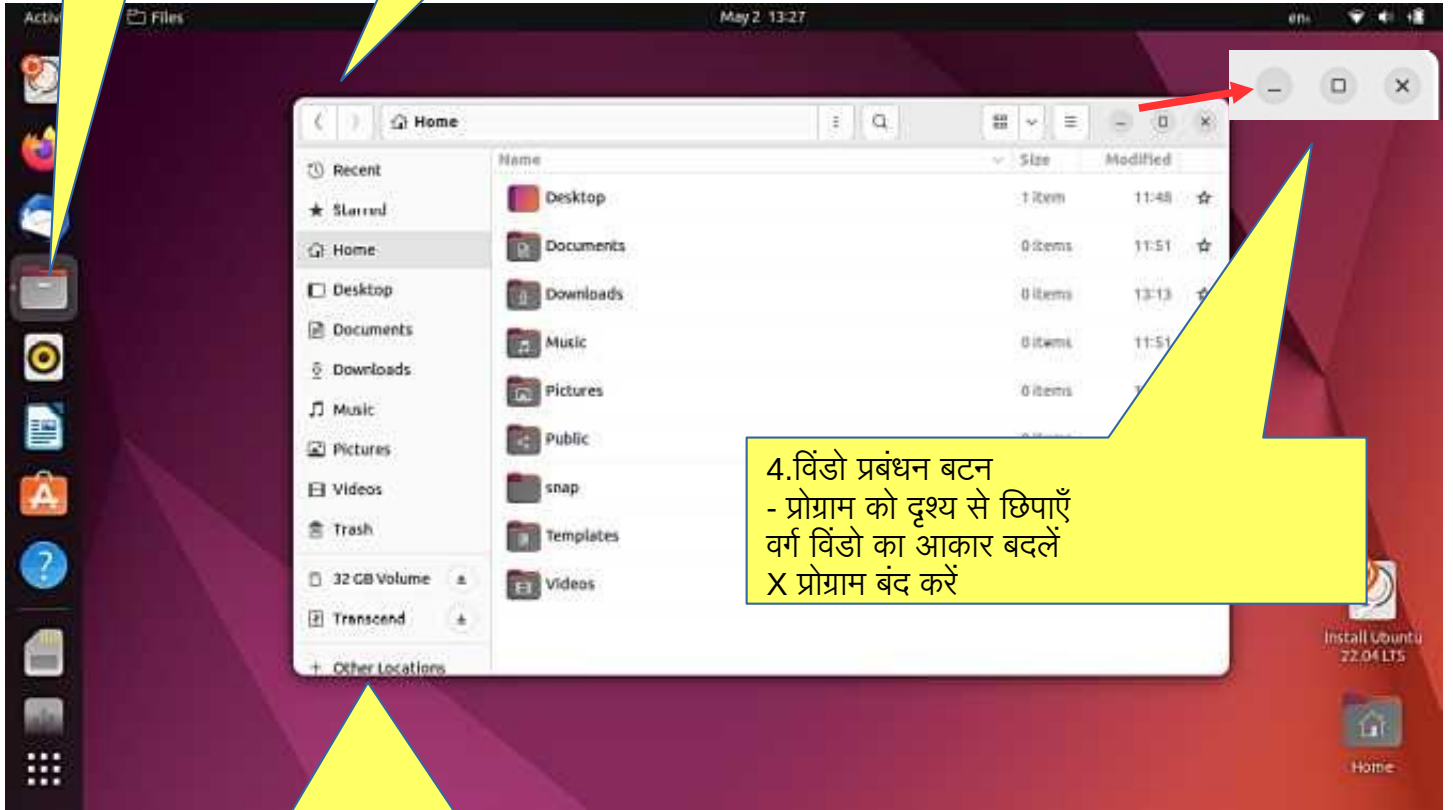 Activ
Files
May 2 13:27
en₁
Home
Recent
Starred
Home
Desktop
Documents
Downloads
Music
Pictures
Videos
Trash
32 GB Volume
Transcend
+ Other Locations
Name Size Modified
Desktop 1 item 11:48
Documents 0 items 11:51
Downloads 0 items 13:13
Music 0 items 11:51
Pictures 0 items
Public
snap
Templates
Videos
4.विंडो प्रबंधन बटन
- प्रोग्राम को दृश्य से छिपाएँ
वर्ग विंडो का आकार बदलें
X प्रोग्राम बंद करें
Install Ubuntu
22.04 LTS
Home